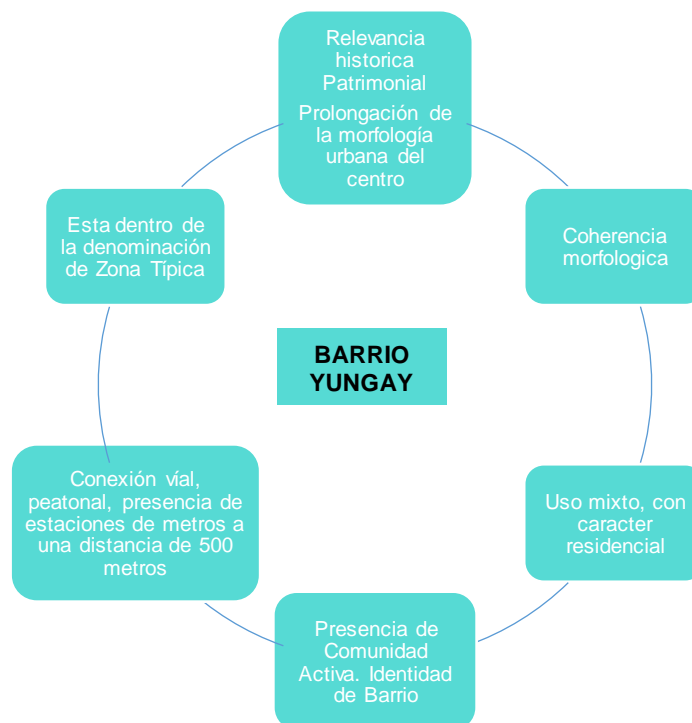 Relevancia
historica
Patrimonial
Prolongación de
la morfología
urbana del
centro
Coherencia
morfologica
Uso mixto, con
caracter
residencial
Presencia de
Comunidad
Activa. Identidad
de Barrio
Conexión víal,
peatonal, presencia de
estaciones de metros a
una distancia de 500
metros
Esta dentro de
la denominación
de Zona Típica
BARRIO
YUNGAY